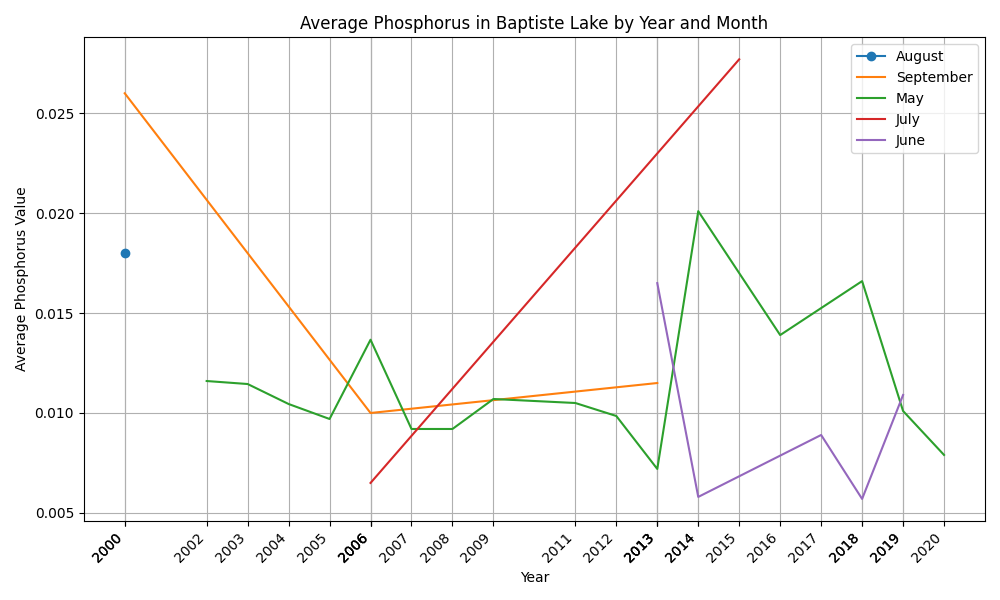 Average Phosphorus in Baptiste Lake by Year and Month
August
September
May
July
June
Average Phosphorus Value
0.025
0.020
0.015
0.010
0.005
2000 2002 2003 2004 2005 2006 2007 2008 2009 2011 2012 2013 2014 2015 2016 2017 2018 2019 2020
Year